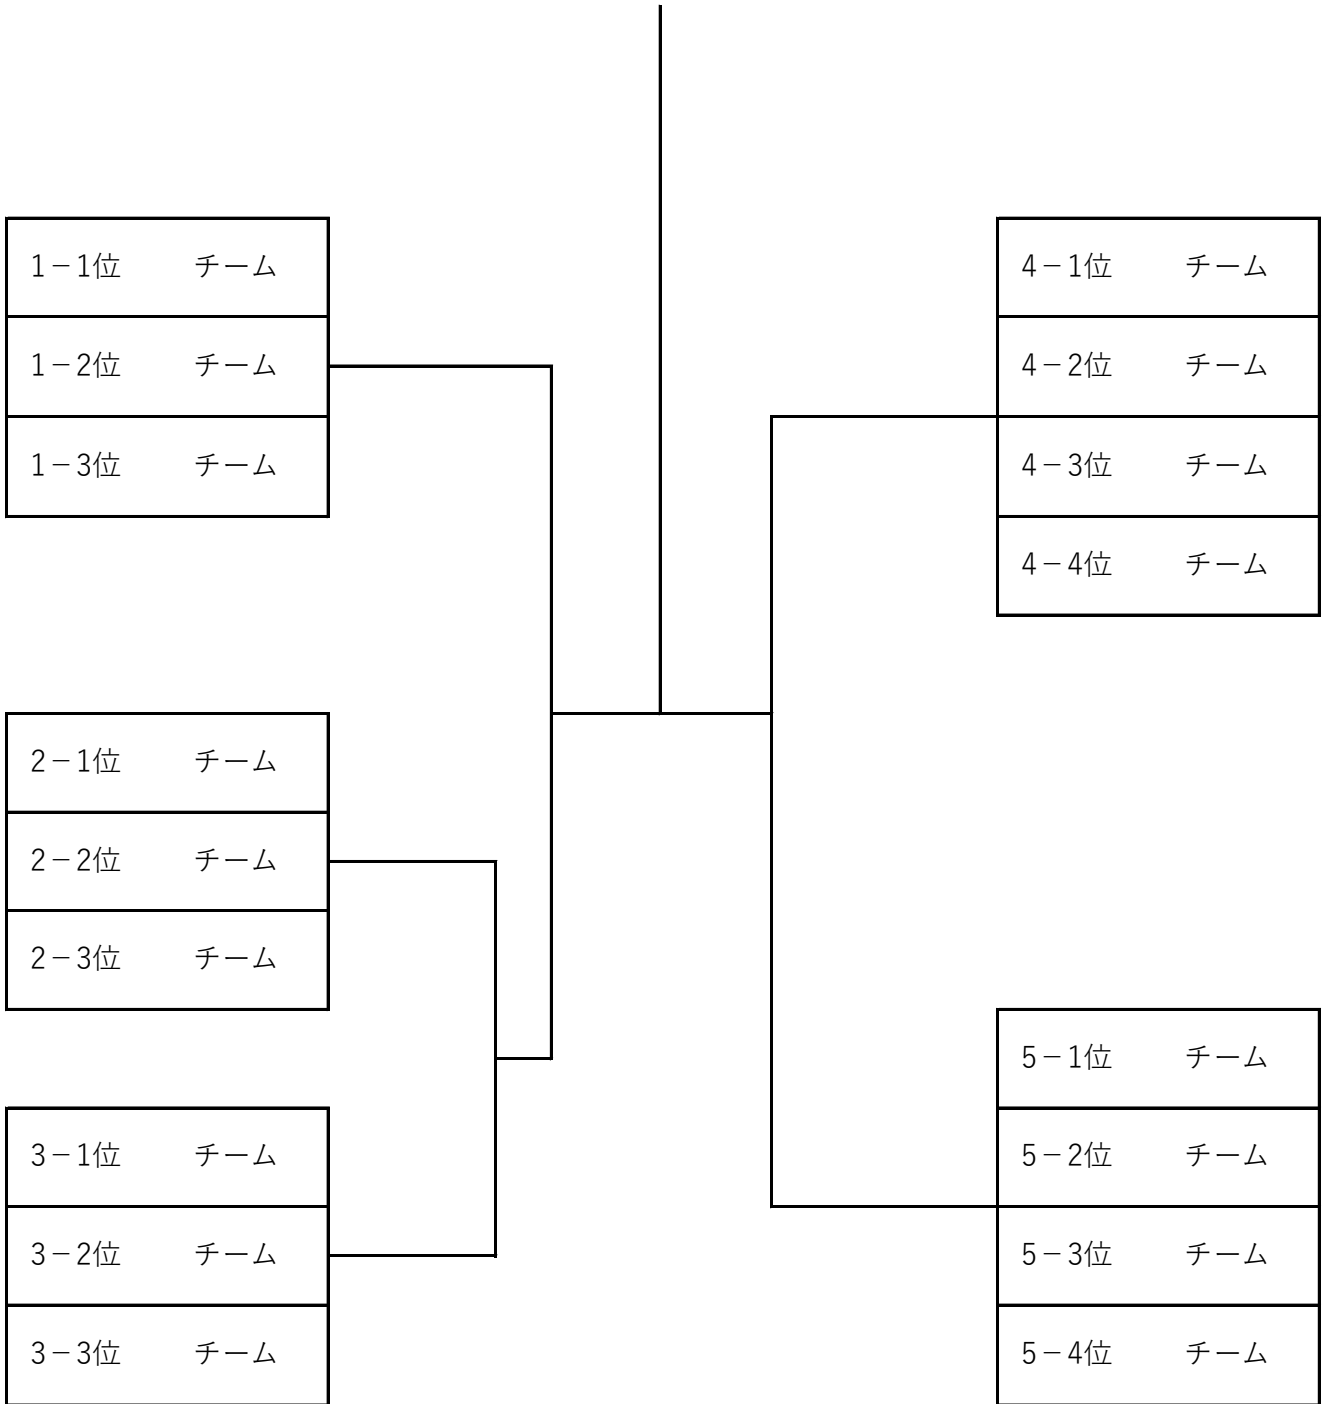 1－1位 チーム
1－2位 チーム
1－3位 チーム
2－1位 チーム
2－2位 チーム
2－3位 チーム
3－1位 チーム
3－2位 チーム
3－3位 チーム
4－1位 チーム
4－2位 チーム
4－3位 チーム
4－4位 チーム
5－1位 チーム
5－2位 チーム
5－3位 チーム
5－4位 チーム